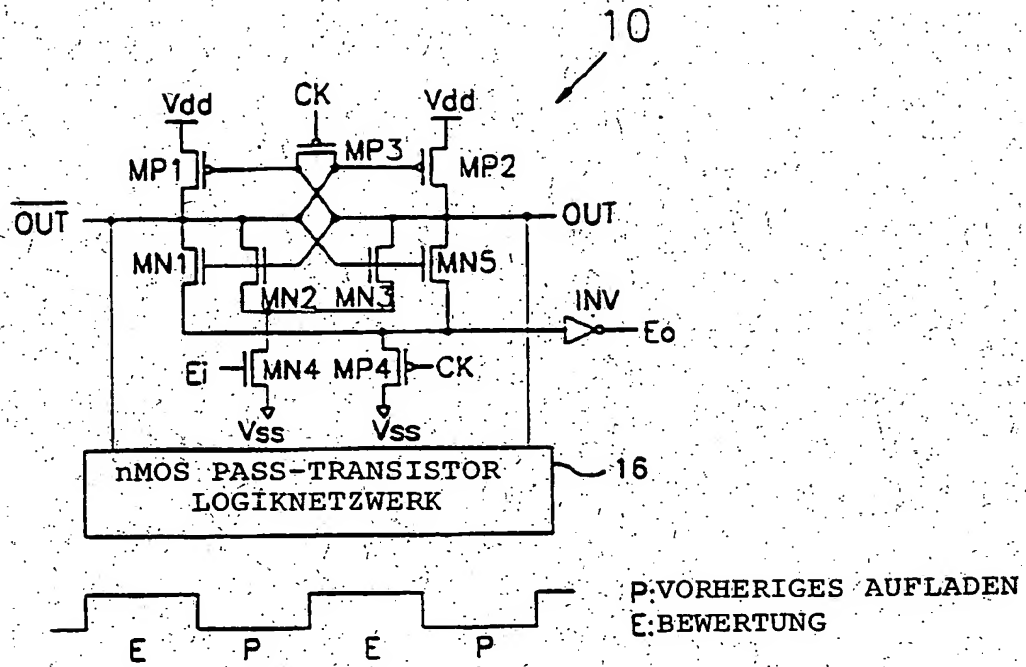 10
Vdd CK Vdd
MP1 MP3 MP2
OUT OUT
MN1 MN2 MN3 MN5
INV
Eo
Ei MN4 MP4 CK
Vss Vss
nMOS PASS-TRANSISTOR
LOGIKNETZWERK
16
P:VORHERIGES AUFLADEN
E:BEWERTUNG
E P E P